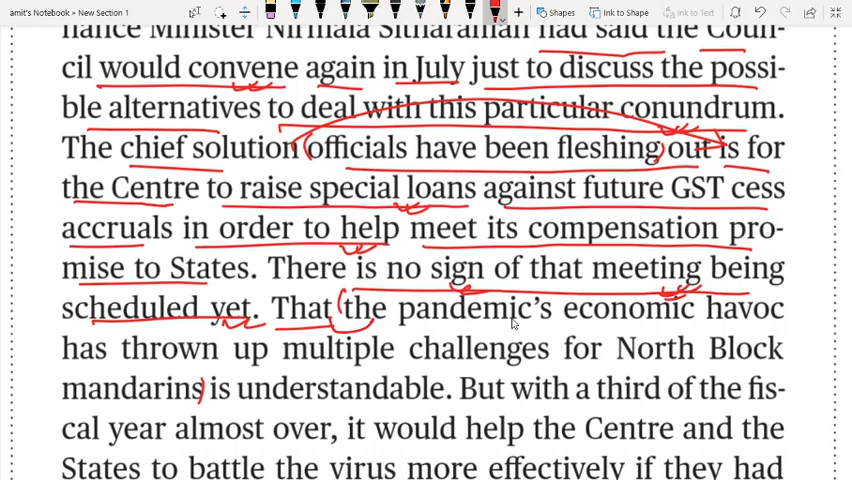 amit's Notebook » New Section 1
Shapes
Ink to Shape
Ink to Text
nance Minister Nirmala Sitharaman had said the Coun-
cil would convene again in July just to discuss the possi-
ble alternatives to deal with this particular conundrum.
The chief solution officials have been fleshing out is for
the Centre to raise special loans against future GST cess
accruals in order to help meet its compensation pro-
mise to States. There is no sign of that meeting being
scheduled yet. That the pandemic's economic havoc
has thrown up multiple challenges for North Block
mandarins is understandable. But with a third of the fis-
cal year almost over, it would help the Centre and the
States to battle the virus more effectively if they had